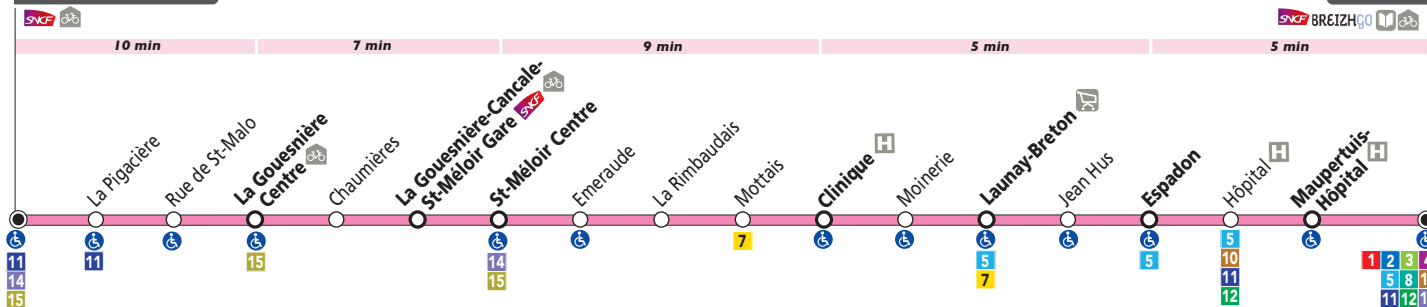 SNCF
SNCF BREIZHGO
10 min
7 min
9 min
5 min
5 min
La Pigacière
Rue de St-Malo
La Gouesnière
Centre
Chaumières
La Gouesnière-Cancale-
St-Méloir Gare SNCF
St-Méloir Centre
Emeraude
La Rimbaudais
Mottais
Clinique H
Moinerie
Launay-Breton
Jean Hus
Espadon
Hôpital H
Maupertuis-
Hôpital H
11
14
15
11
15
14
15
7
5
7
5
5
10
11
12
1 2 3
5 8
11 12